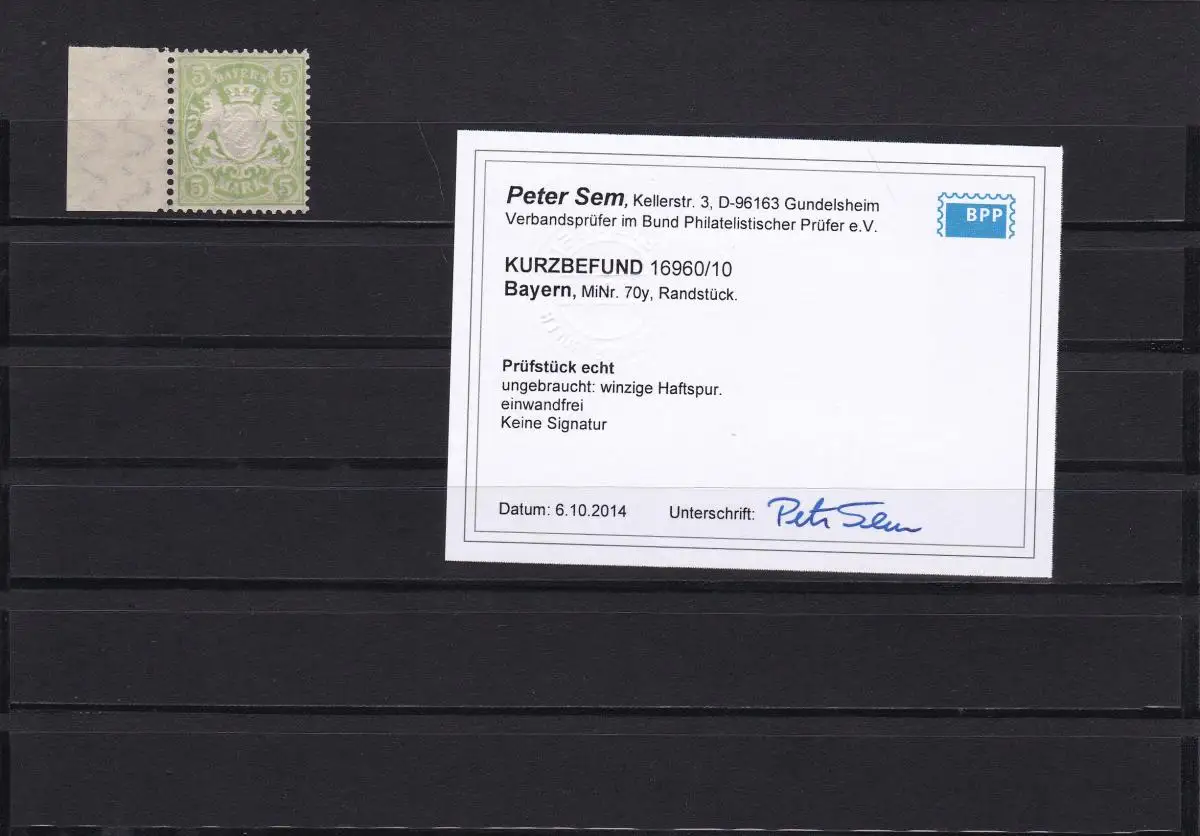 5 BAYERN 5
5 MARK 5
Peter Sem, Kellerstr. 3, D-96163 Gundelsheim
Verbandsprüfer im Bund Philatelistischer Prüfer e.V.
BPP
KURZBEFUND 16960/10
Bayern, MiNr. 70y, Randstück.
Prüfstück echt
ungebraucht: winzige Haftspur.
einwandfrei
Keine Signatur
Datum: 6.10.2014 Unterschrift: Petr Sem